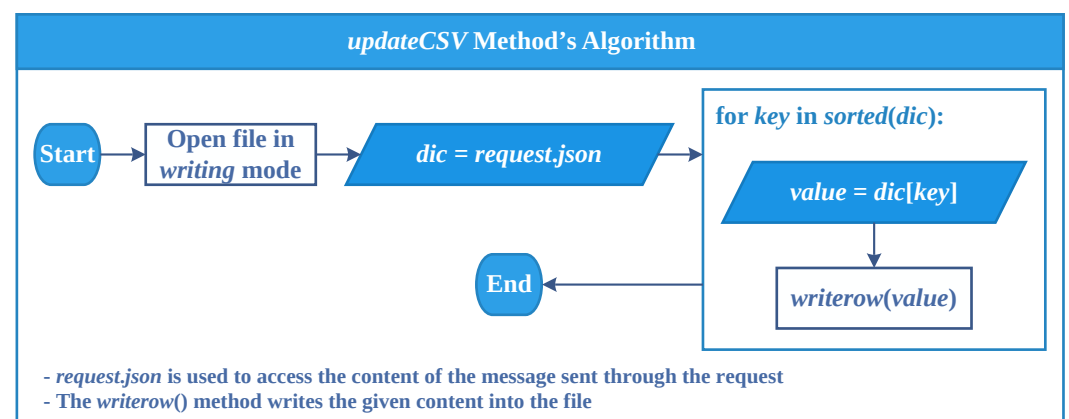 updateCSV Method's Algorithm
Start
Open file in
writing mode
dic = request.json
for key in sorted(dic):
value = dic[key]
writerow(value)
End
- request.json is used to access the content of the message sent through the request
- The writerow() method writes the given content into the file